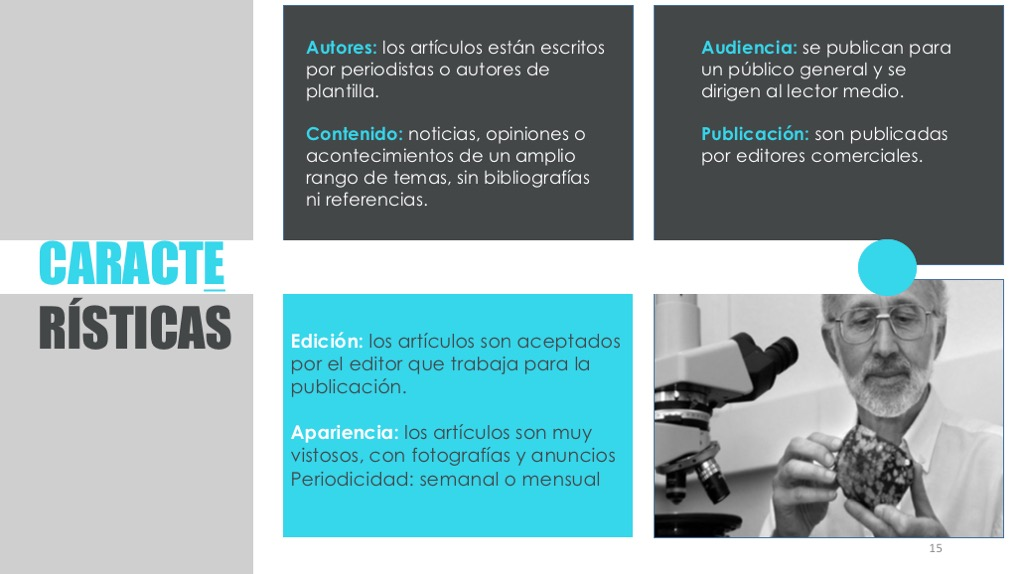 CARACTE
RÍSTICAS
Autores: los artículos están escritos
por periodistas o autores de
plantilla.
Contenido: noticias, opiniones o
acontecimientos de un amplio
rango de temas, sin bibliografías
ni referencias.
Audiencia: se publican para
un público general y se
dirigen al lector medio.
Publicación: son publicadas
por editores comerciales.
Edición: los artículos son aceptados
por el editor que trabaja para la
publicación.
Apariencia: los artículos son muy
vistosos, con fotografías y anuncios
Periodicidad: semanal o mensual
15